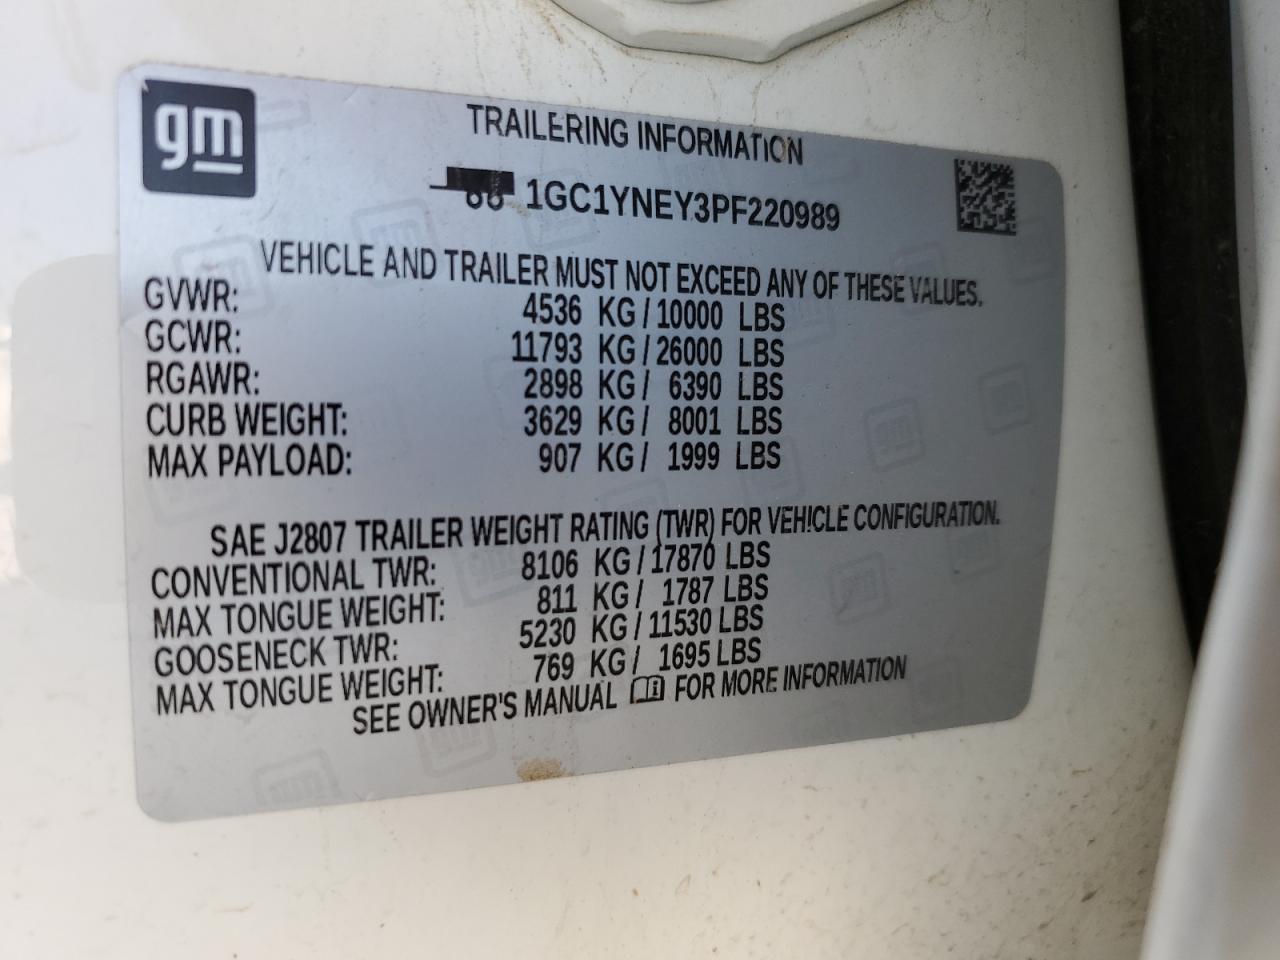 gm
TRAILERING INFORMATION
1GC1YNEY3PF220989
VEHICLE AND TRAILER MUST NOT EXCEED ANY OF THESE VALUES.
GVWR: 4536 KG / 10000 LBS
GCWR: 11793 KG / 26000 LBS
RGAWR: 2898 KG / 6390 LBS
CURB WEIGHT: 3629 KG / 8001 LBS
MAX PAYLOAD: 907 KG / 1999 LBS
SAE J2807 TRAILER WEIGHT RATING (TWR) FOR VEHICLE CONFIGURATION.
CONVENTIONAL TWR: 8106 KG / 17870 LBS
MAX TONGUE WEIGHT: 811 KG / 1787 LBS
GOOSENECK TWR: 5230 KG / 11530 LBS
MAX TONGUE WEIGHT: 769 KG / 1695 LBS
SEE OWNER'S MANUAL FOR MORE INFORMATION